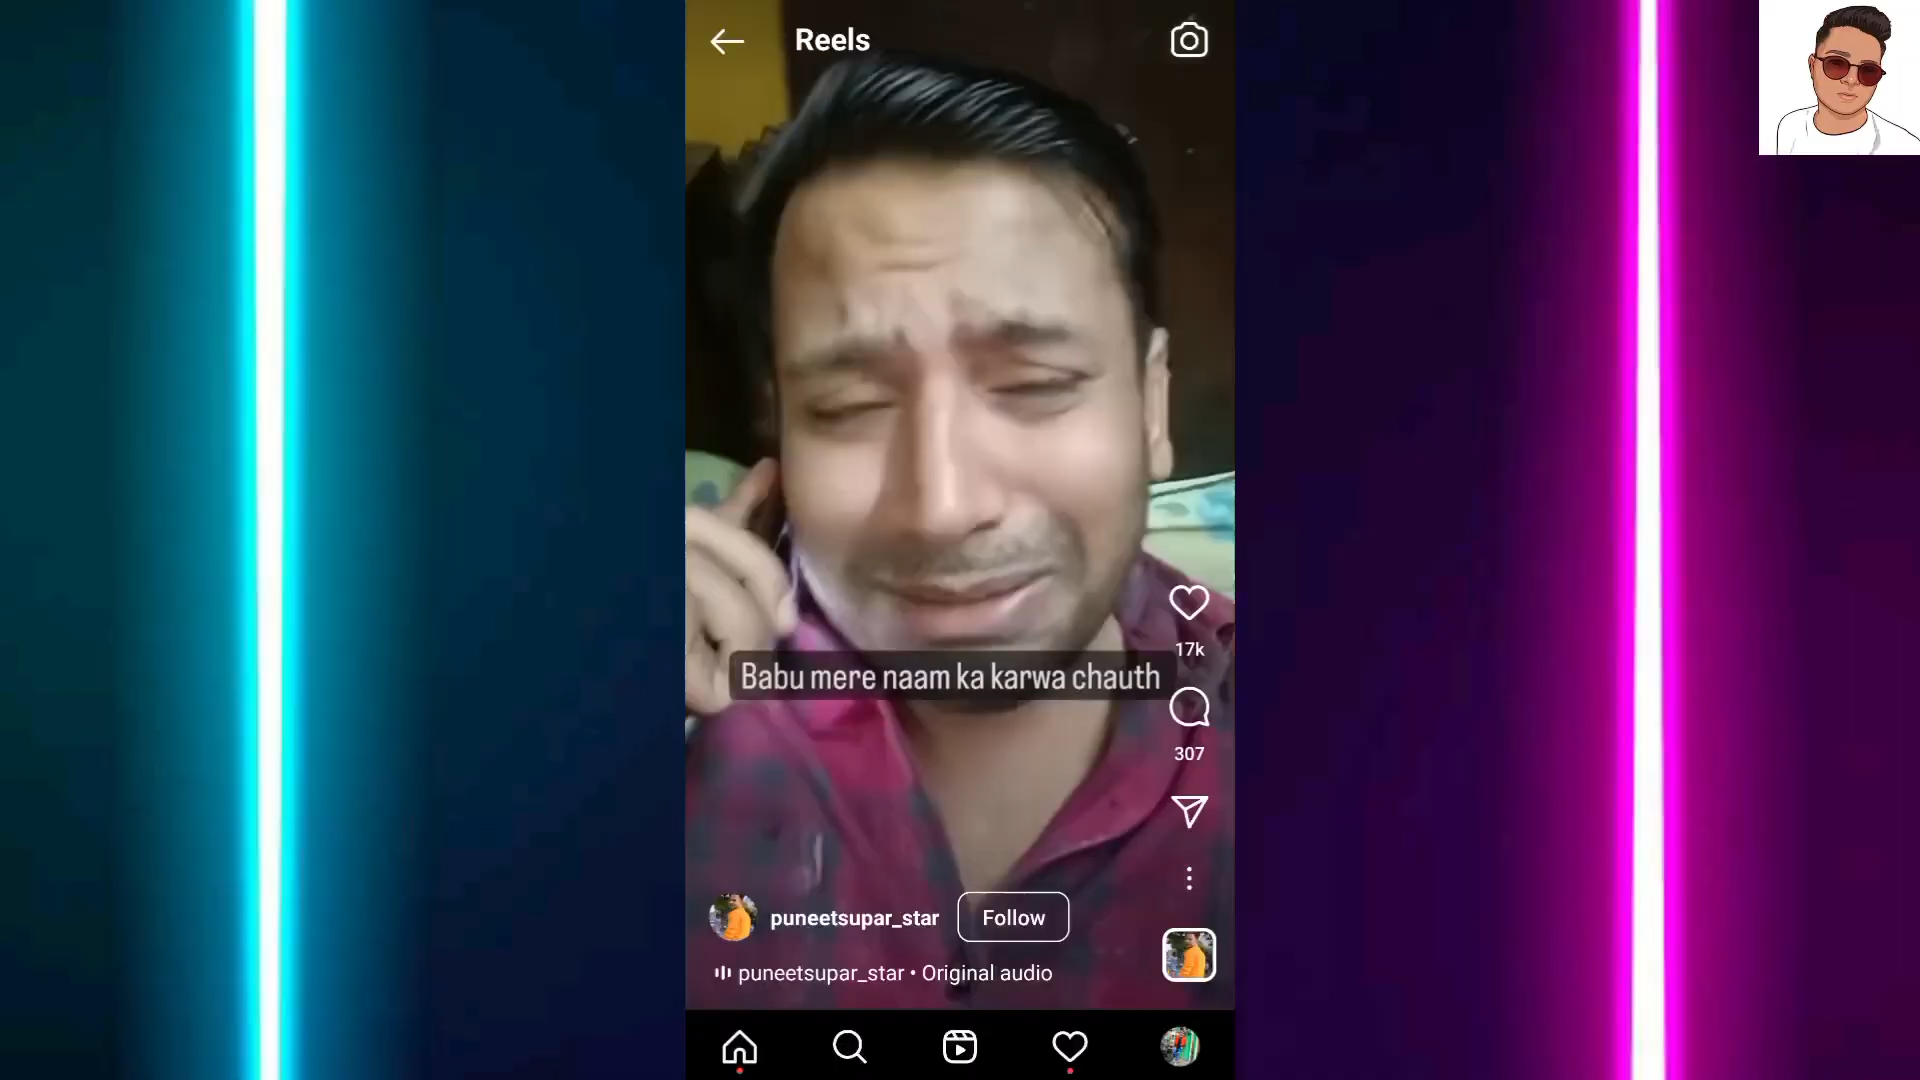 Reels
Babu mere naam ka karwa chauth
17k
307
puneetsupar_star
Follow
puneetsupar_star • Original audio